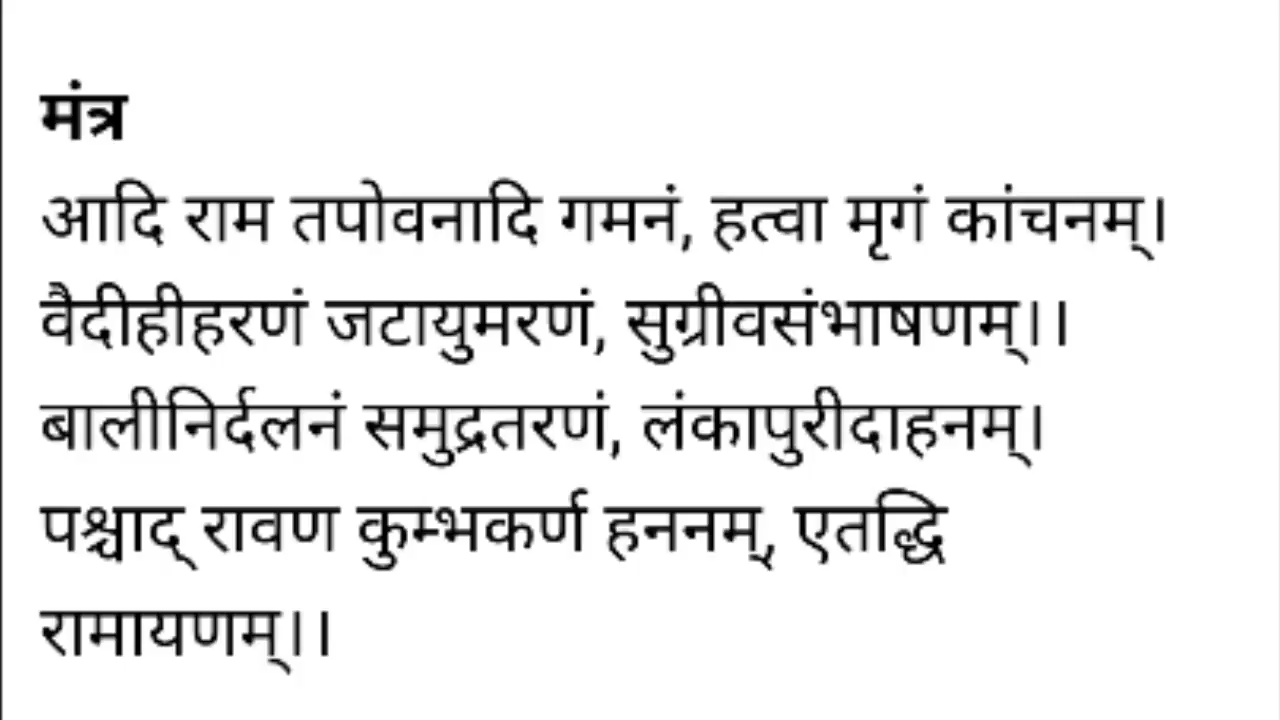 मंत्र
आदि राम तपोवनादि गमनं, हत्वा मृगं कांचनम्।
वैदीहीहरणं जटायुमरणं, सुग्रीवसंभाषणम्।।
बालीनिर्दलनं समुद्रतरणं, लंकापुरीदाहनम्।
पश्चाद् रावण कुम्भकर्ण हननम्, एतद्धि
रामायणम्।।